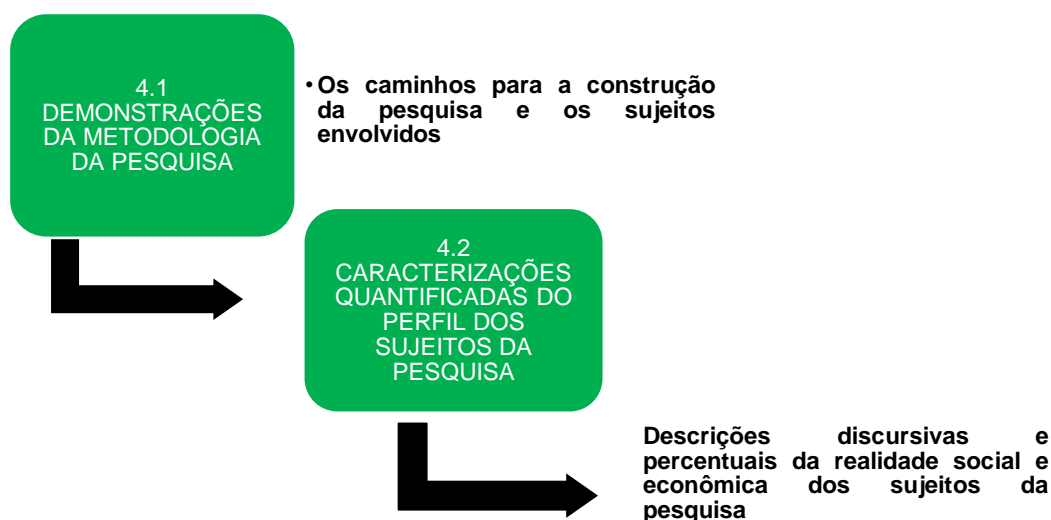 4.1
DEMONSTRAÇÕES
DA METODOLOGIA
DA PESQUISA
• Os caminhos para a construção
da pesquisa e os sujeitos
envolvidos
4.2
CARACTERIZAÇÕES
QUANTIFICADAS DO
PERFIL DOS
SUJEITOS DA
PESQUISA
Descrições discursivas e
percentuais da realidade social e
econômica dos sujeitos da
pesquisa